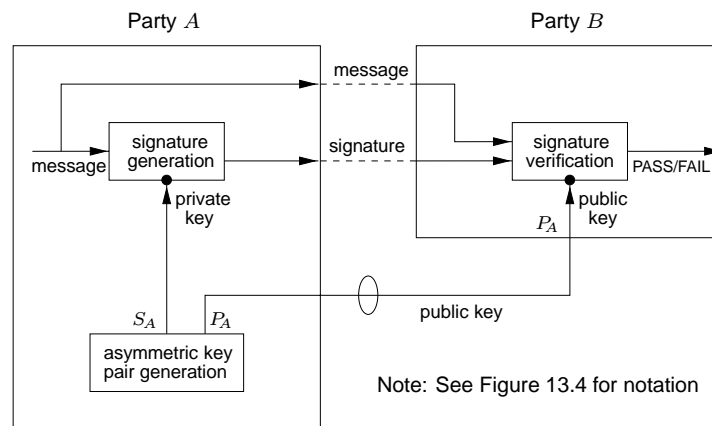 Party A
Party B
message
signature
generation
message
private
key
signature
signature
verification
PASS/FAIL
public
key
P_A
S_A
P_A
public key
asymmetric key
pair generation
Note: See Figure 13.4 for notation